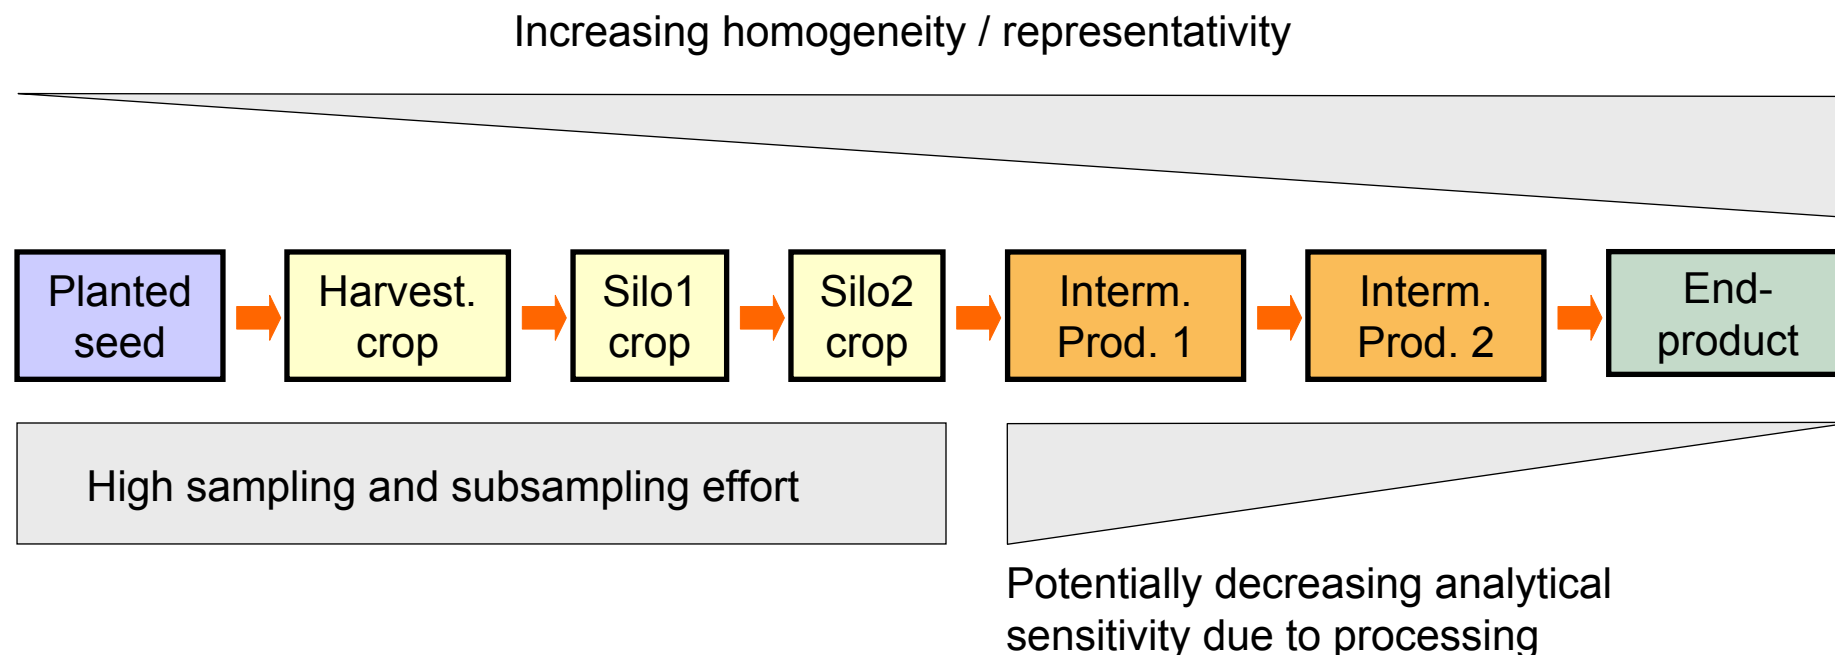 Increasing homogeneity / representativity
Planted
seed
Harvest.
crop
Silo1
crop
Silo2
crop
Interm.
Prod. 1
Interm.
Prod. 2
End-
product
High sampling and subsampling effort
Potentially decreasing analytical
sensitivity due to processing